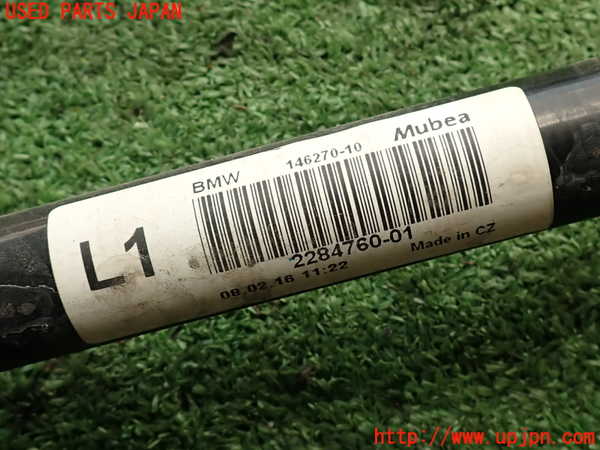 USED PARTS JAPAN
BMW 146270-10 Mubea
L1
2284760-01
08.02.16 11:22 Made in CZ
http://www.upjpn.com/